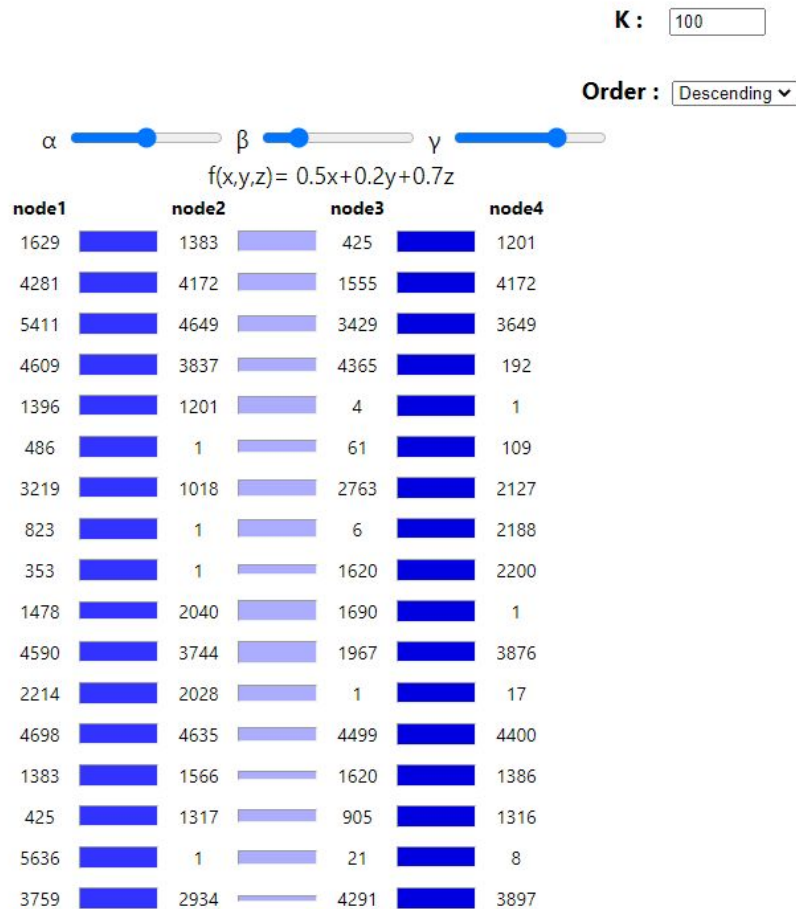 K : 100
Order : Descending
α β γ
f(x,y,z)= 0.5x+0.2y+0.7z
node1 node2 node3 node4
1629 1383 425 1201
4281 4172 1555 4172
5411 4649 3429 3649
4609 3837 4365 192
1396 1201 4 1
486 1 61 109
3219 1018 2763 2127
823 1 6 2188
353 1 1620 2200
1478 2040 1690 1
4590 3744 1967 3876
2214 2028 1 17
4698 4635 4499 4400
1383 1566 1620 1386
425 1317 905 1316
5636 1 21 8
3759 2934 4291 3897